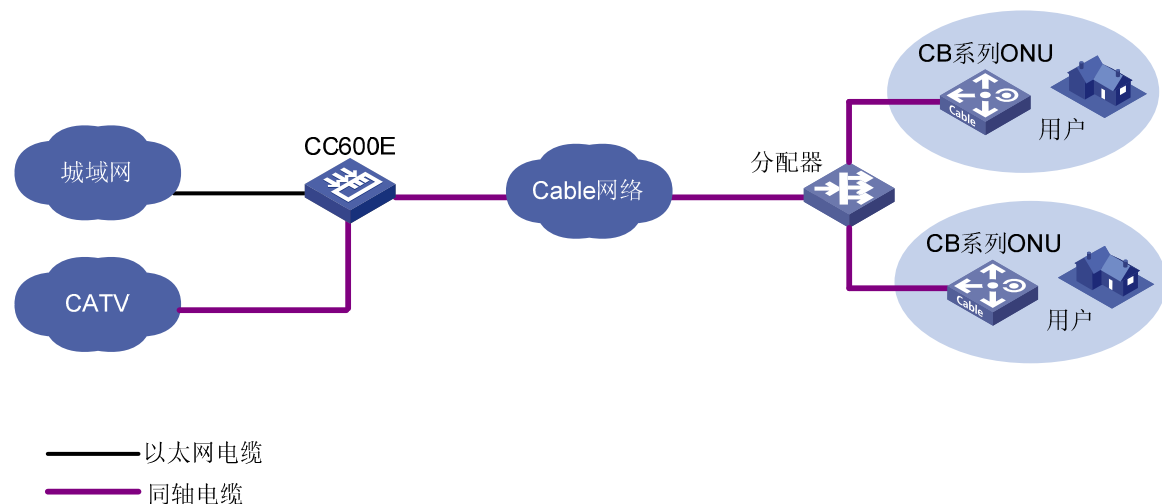 CB系列ONU
Cable
用户
CC600E
城域网
Cable网络
分配器
CATV
CB系列ONU
Cable
用户
以太网电缆
同轴电缆